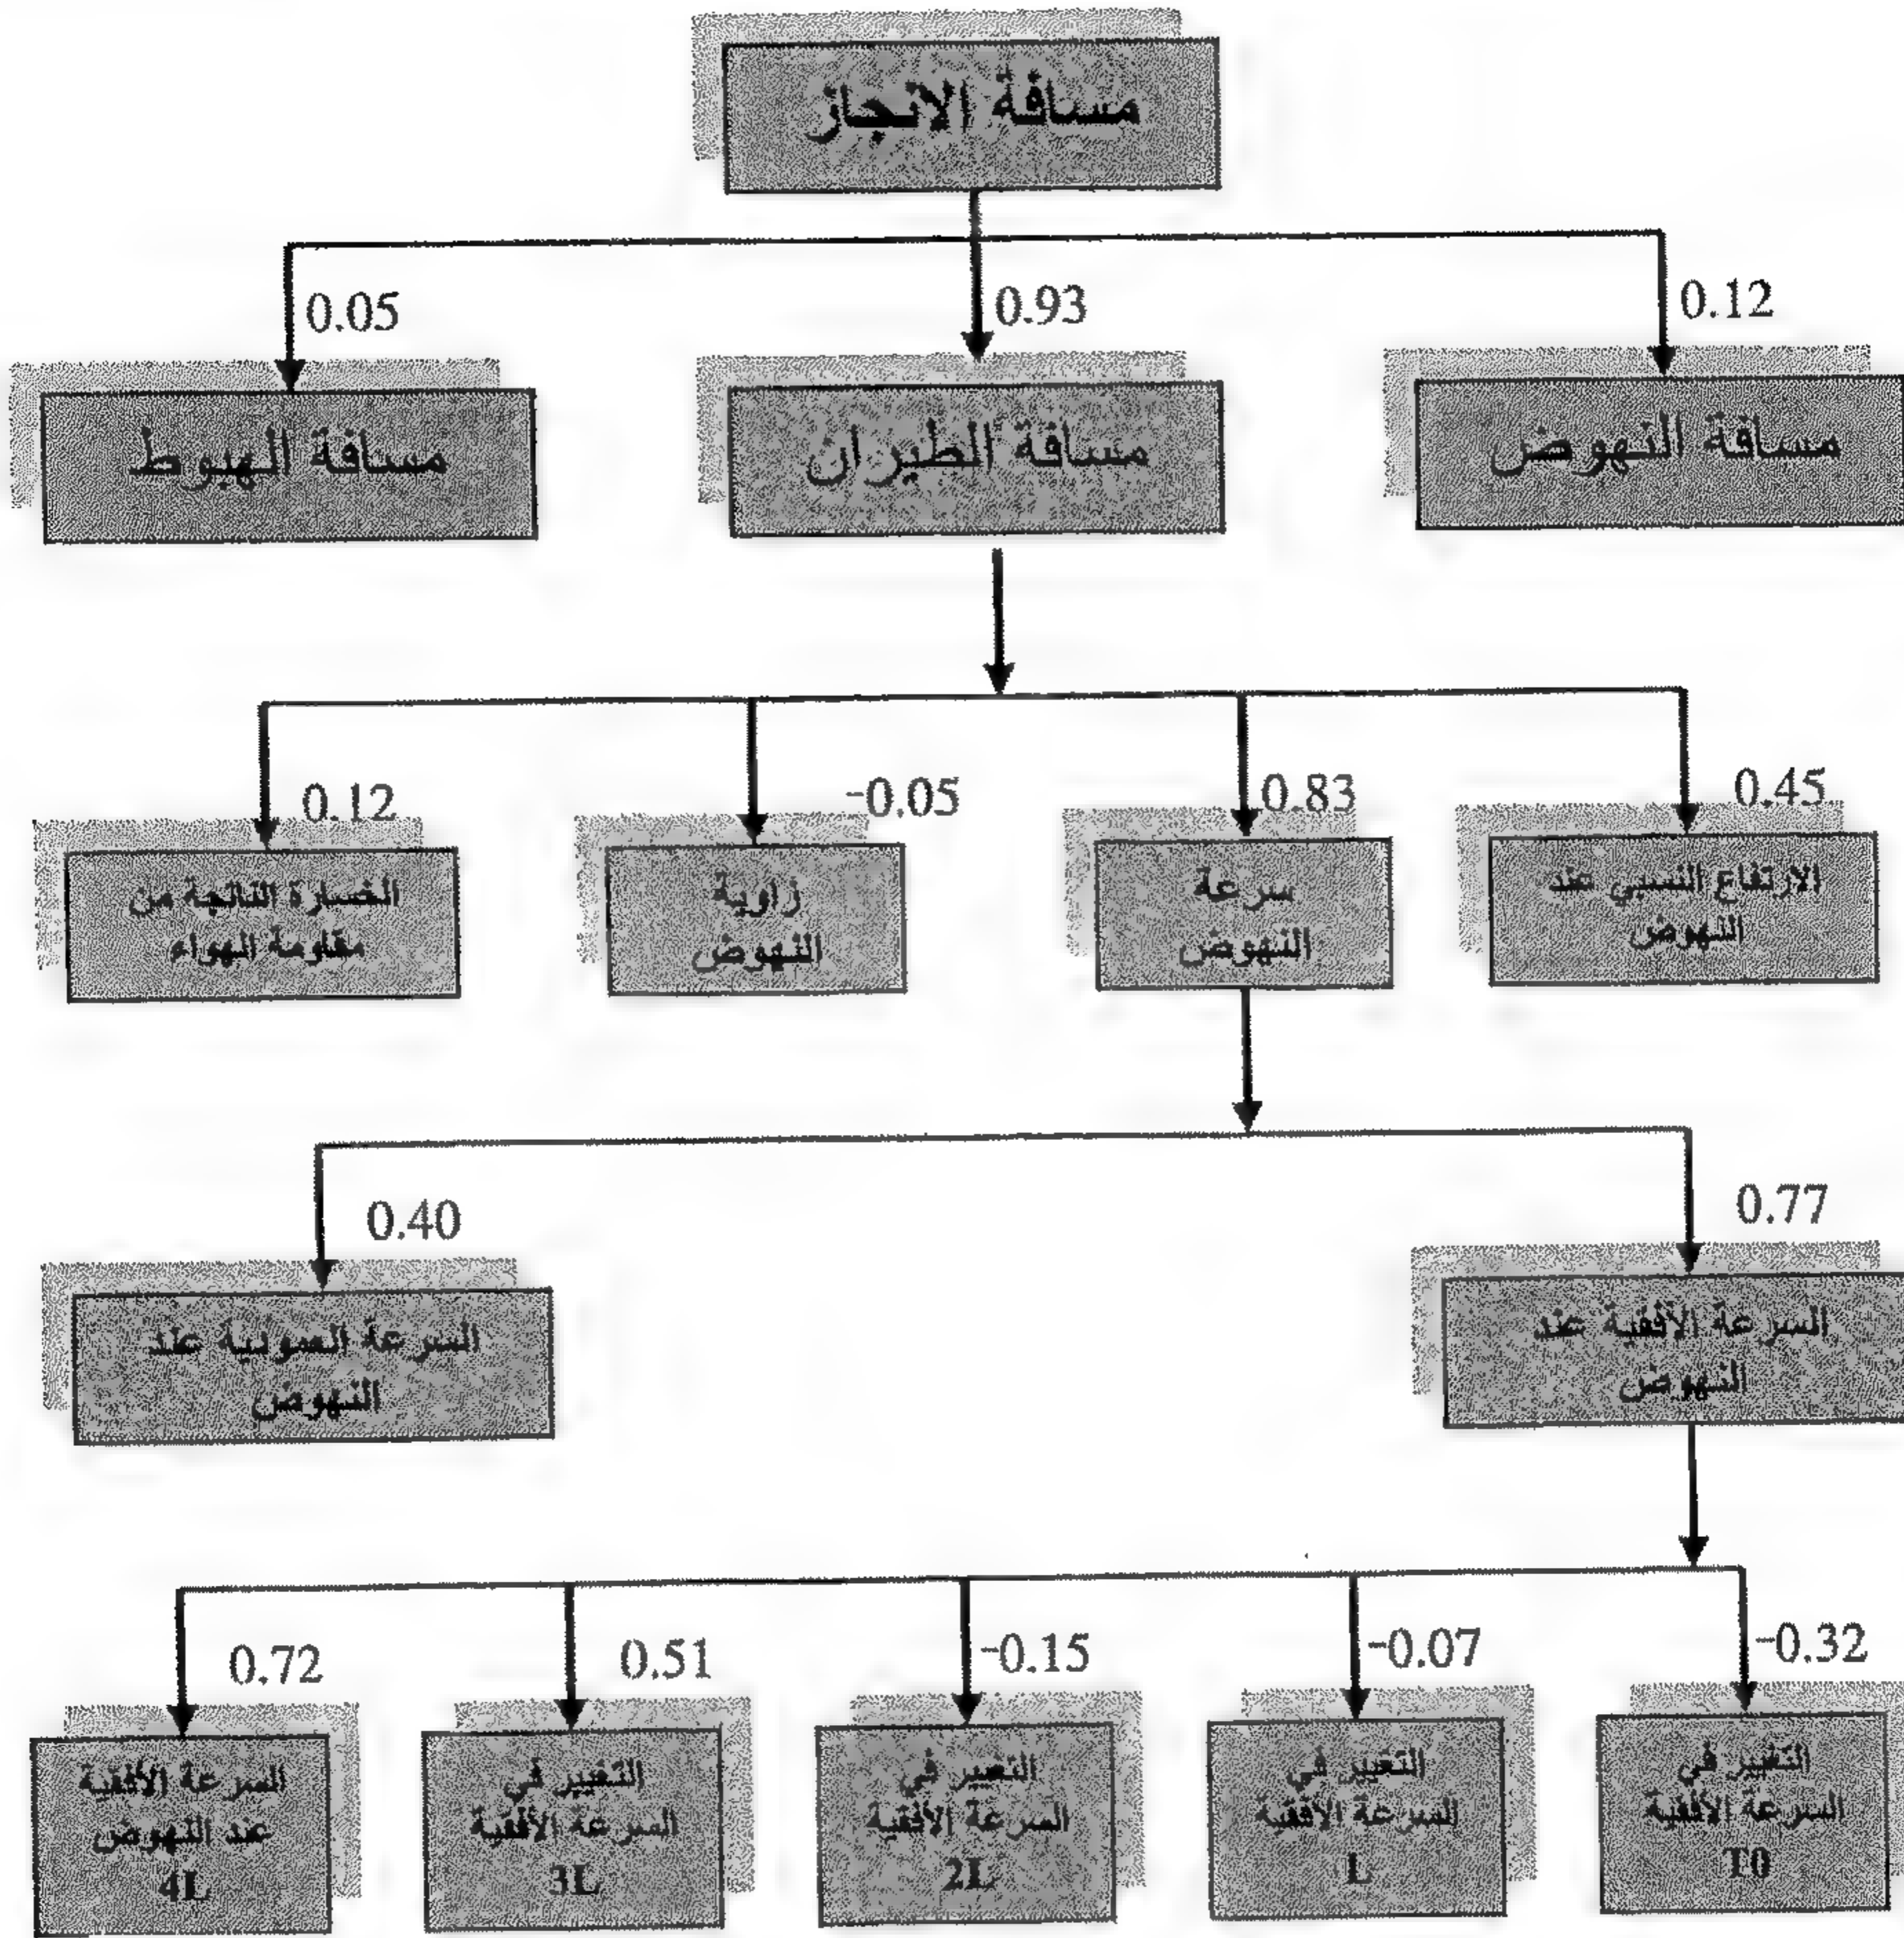 مسافة الانجاز
0.12
0.93
0.05
مسافة النهوض
مسافة الطيران
مسافة الهبوط
0.45
0.83
-0.05
0.12
الارتفاع النسبي عند
النهوض
سرعة
النهوض
زاوية
النهوض
الخسارة الناتجة من
مقاومة الهواء
0.77
0.40
السرعة الأفقية عند
النهوض
السرعة العمودية عند
النهوض
-0.32
-0.07
-0.15
0.51
0.72
التغيير في
السرعة الأفقية
T0
التغيير في
السرعة الأفقية
L
التغيير في
السرعة الأفقية
2L
التغيير في
السرعة الأفقية
3L
السرعة الأفقية
عند النهوض
4L